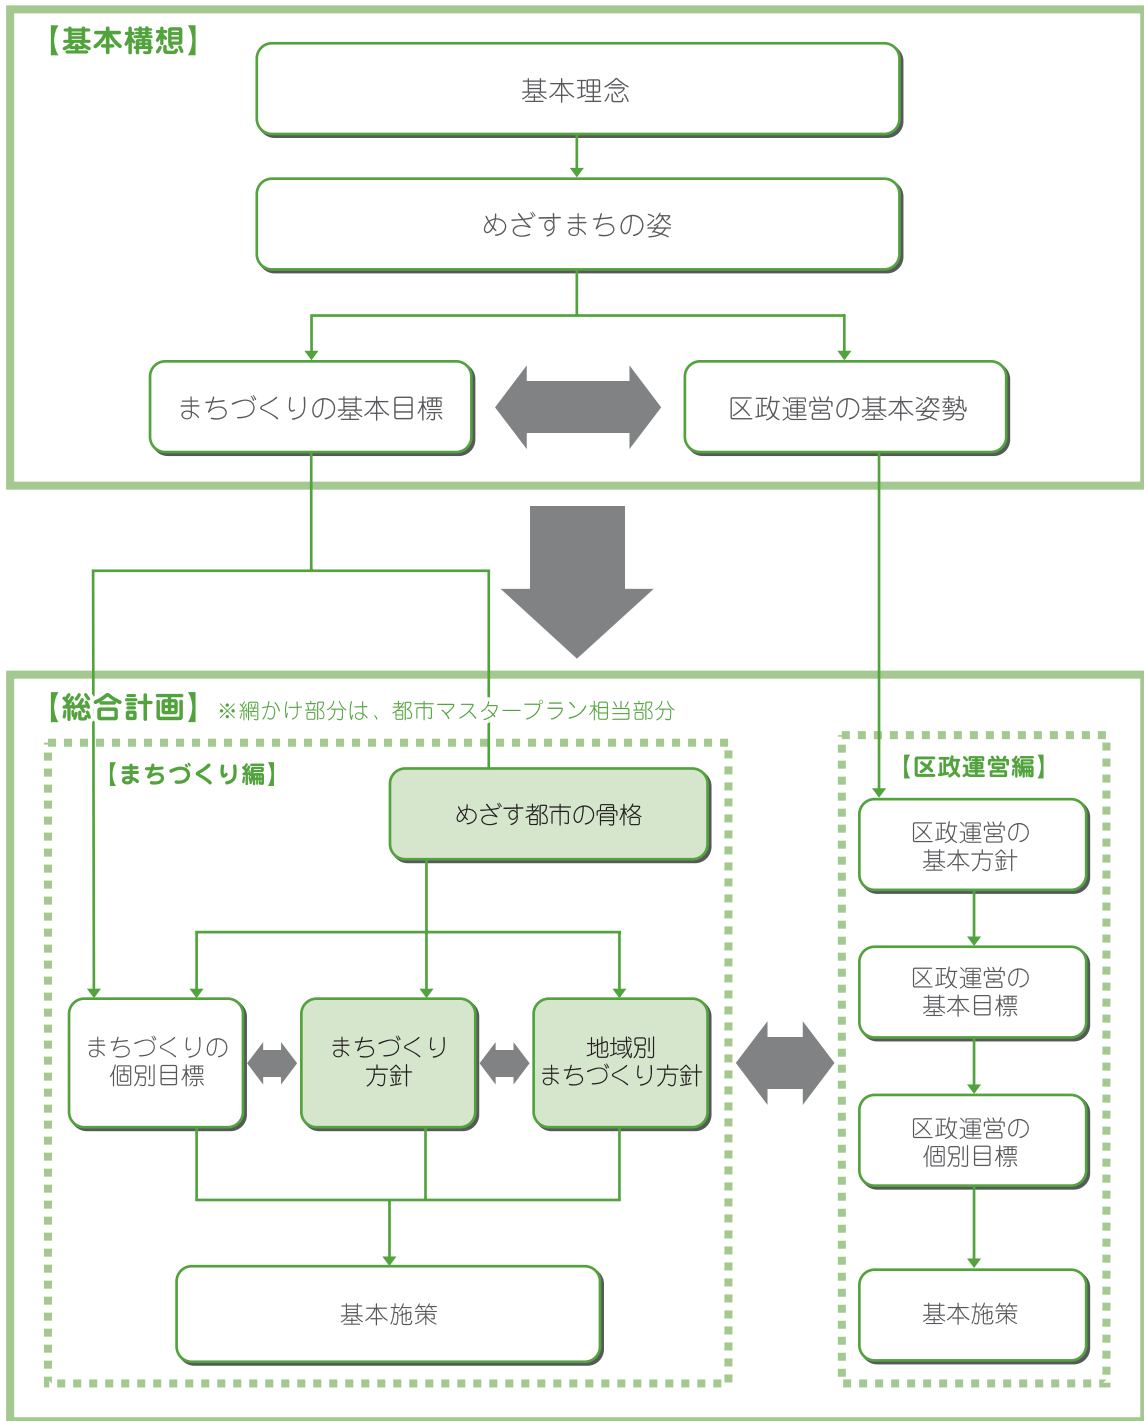 【基本構想】
基本理念
めざすまちの姿
まちづくりの基本目標
区政運営の基本姿勢
【総合計画】
※網かけ部分は、都市マスタープラン相当部分
【まちづくり編】
めざす都市の骨格
まちづくりの
個別目標
まちづくり
方針
地域別
まちづくり方針
基本施策
【区政運営編】
区政運営の
基本方針
区政運営の
基本目標
区政運営の
個別目標
基本施策